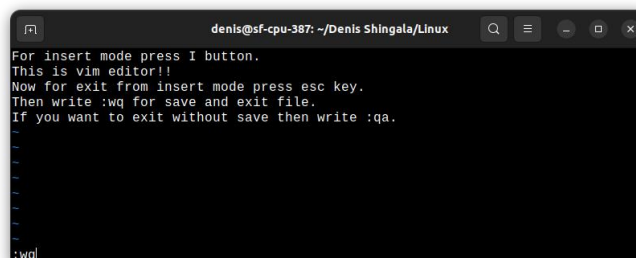 denis@sf-cpu-387: ~/Denis Shingala/Linux
For insert mode press I button.
This is vim editor!!
Now for exit from insert mode press esc key.
Then write :wq for save and exit file.
If you want to exit without save then write :qa.
~
~
~
~
~
~
~
~
:wq